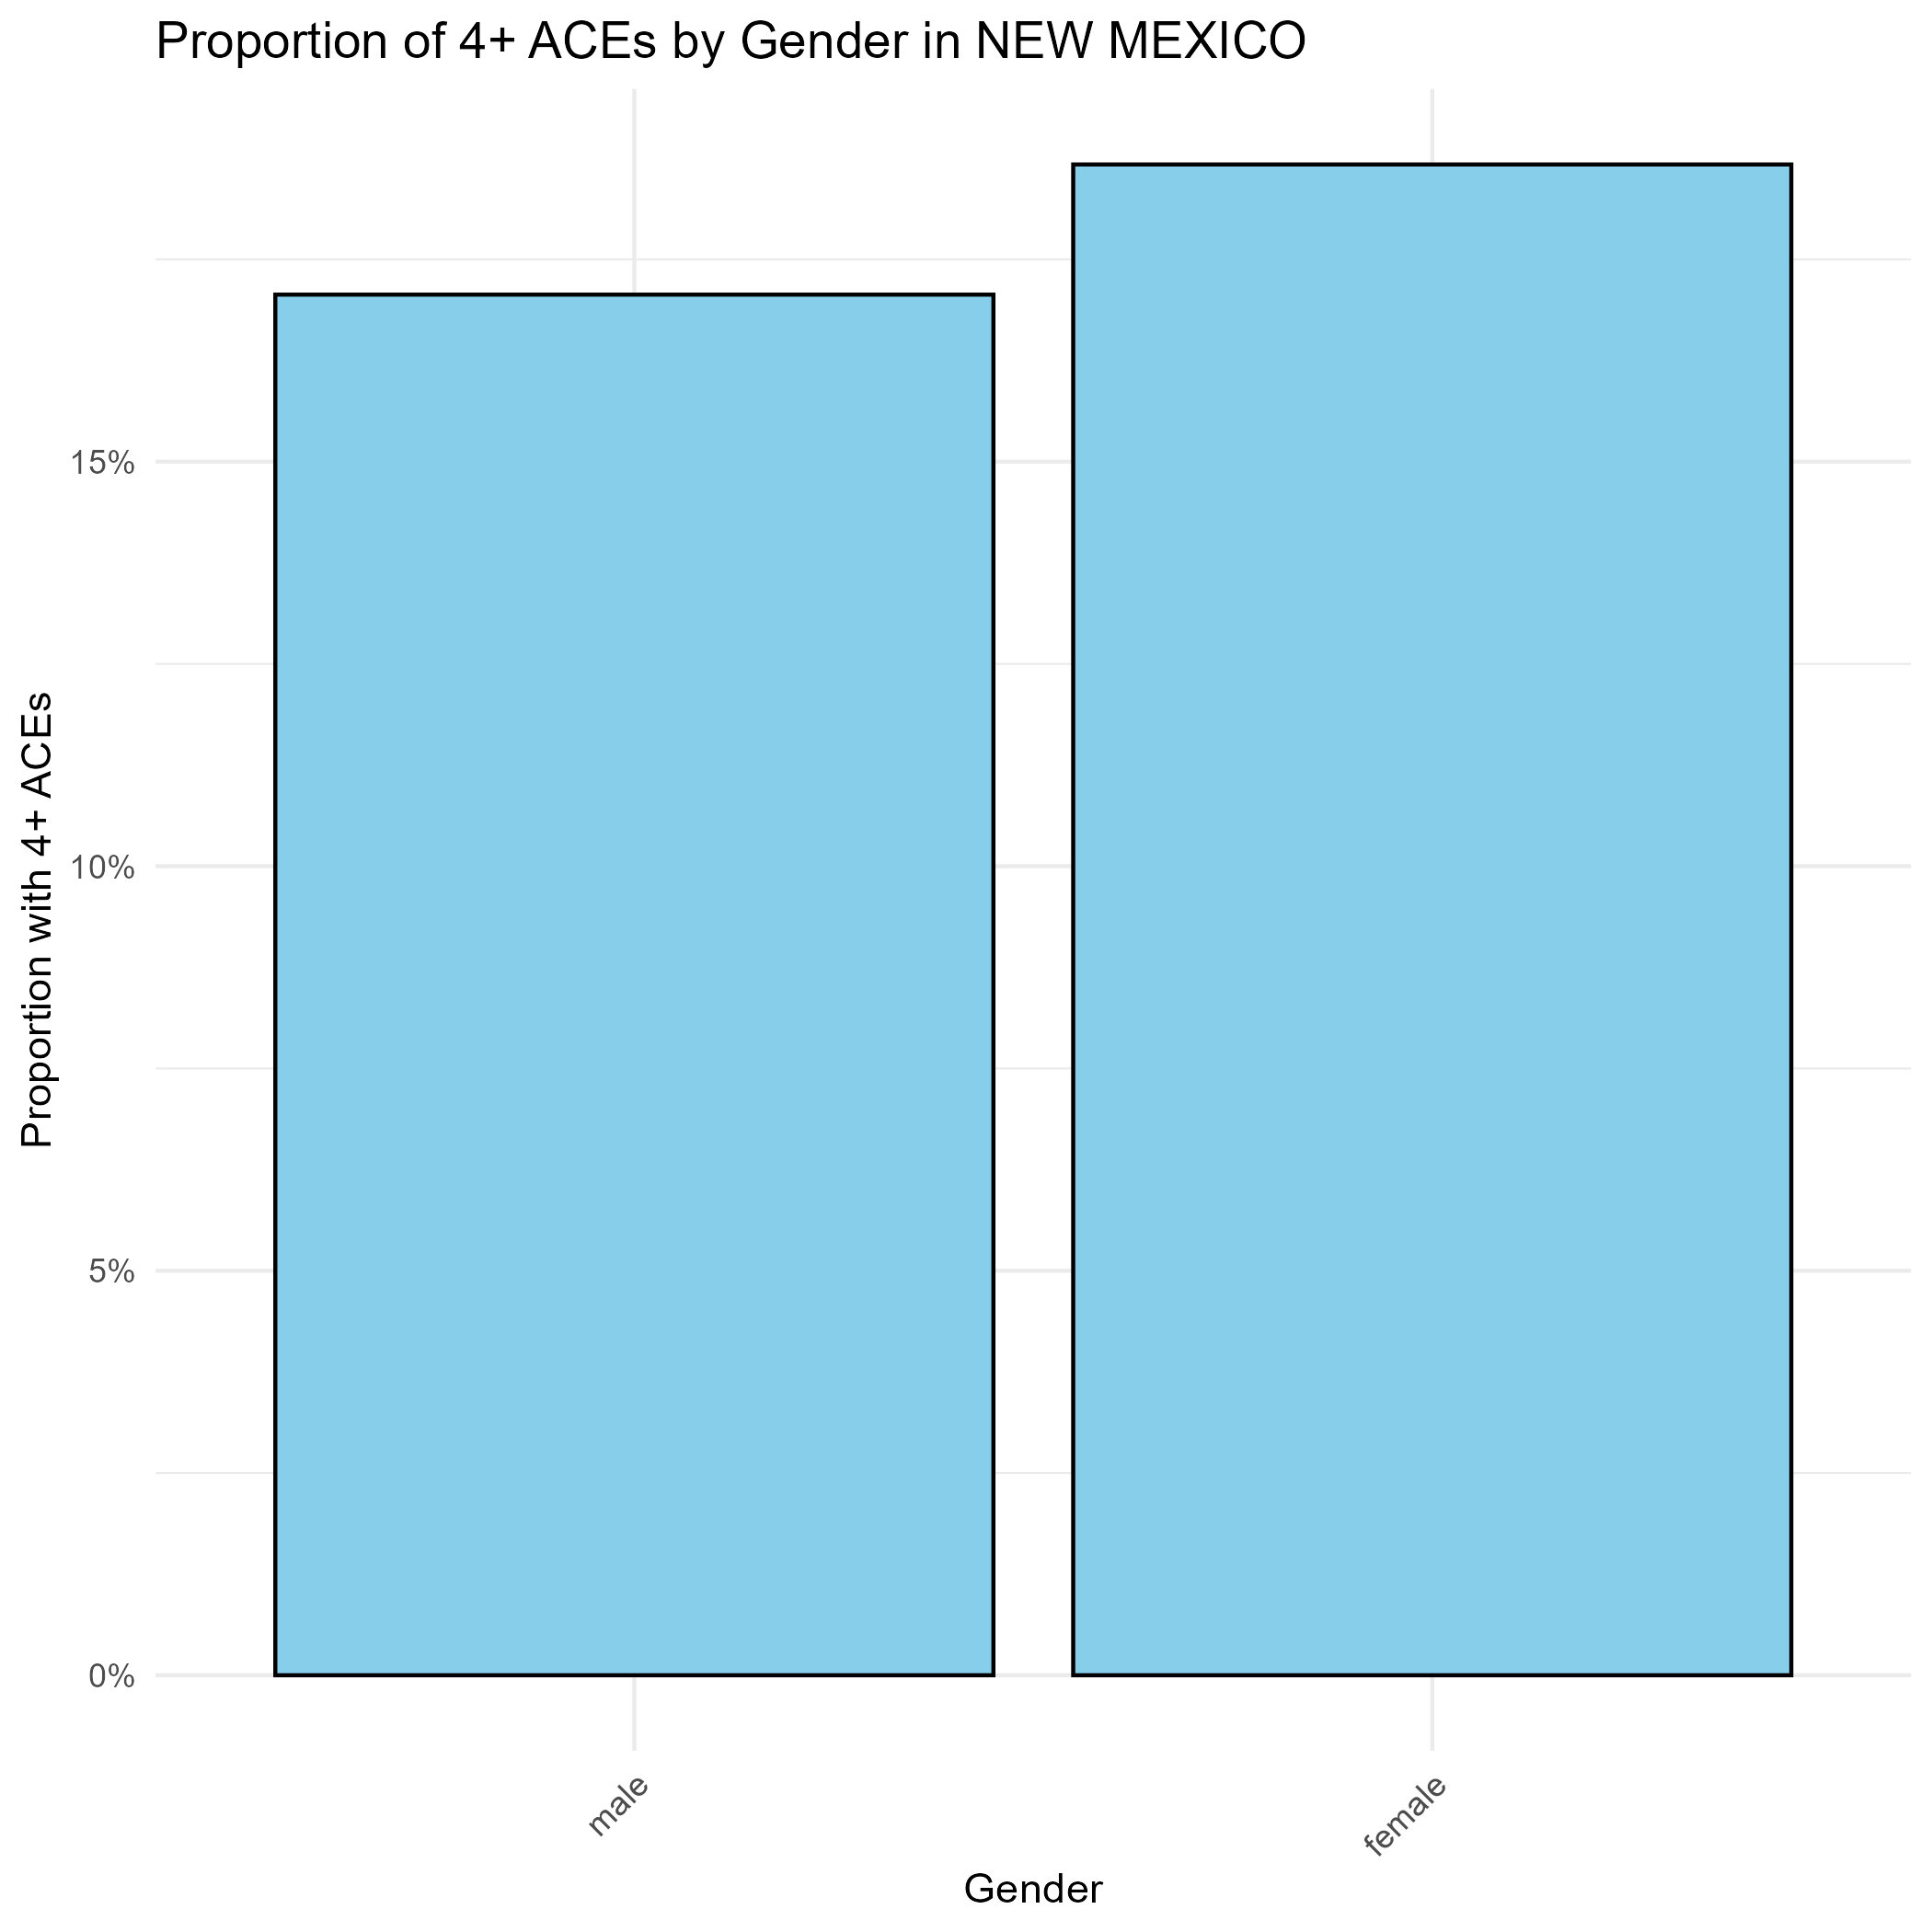 Proportion of 4+ ACEs by Gender in NEW MEXICO
Proportion with 4+ ACEs
15%
10%
5%
0%
male
female
Gender